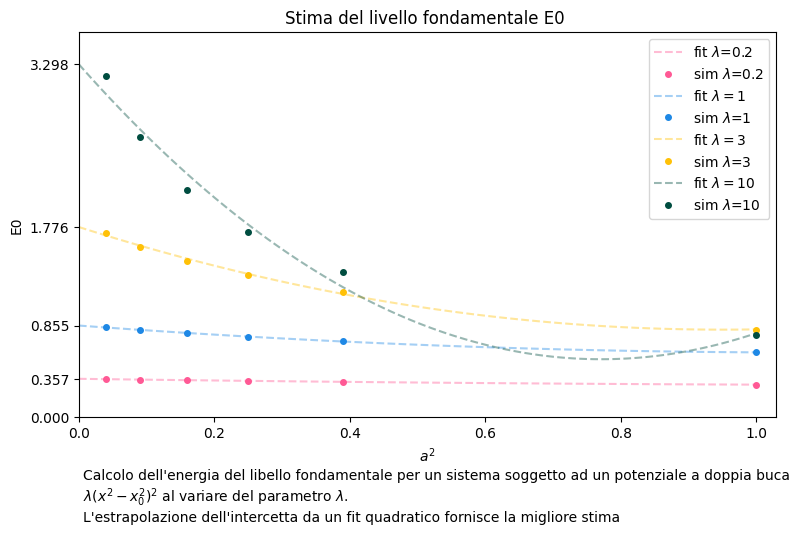 Stima del livello fondamentale E0
fit λ=0.2
sim λ=0.2
fit λ = 1
sim λ=1
fit λ = 3
sim λ=3
fit λ = 10
sim λ=10
E0
3.298
1.776
0.855
0.357
0.000
0.0 0.2 0.4 0.6 0.8 1.0
a²
Calcolo dell'energia del libello fondamentale per un sistema soggetto ad un potenziale a doppia buca
λ(x² − x₀²)² al variare del parametro λ.
L'estrapolazione dell'intercetta da un fit quadratico fornisce la migliore stima